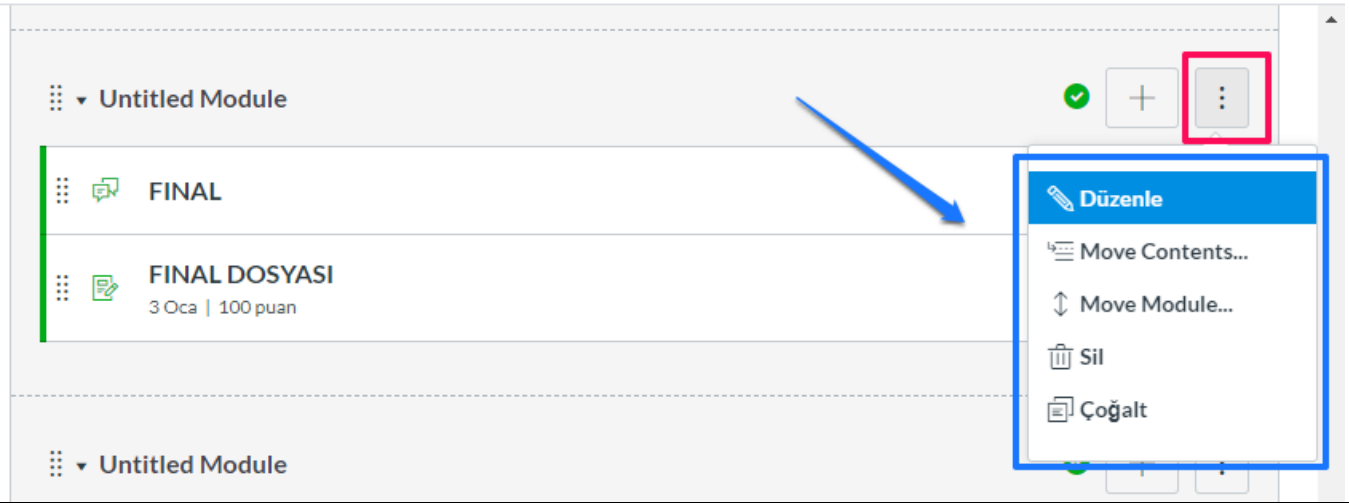 Untitled Module
FINAL
FINAL DOSYASI
3 Oca | 100 puan
Düzenle
Move Contents...
Move Module...
Sil
Çoğalt
Untitled Module